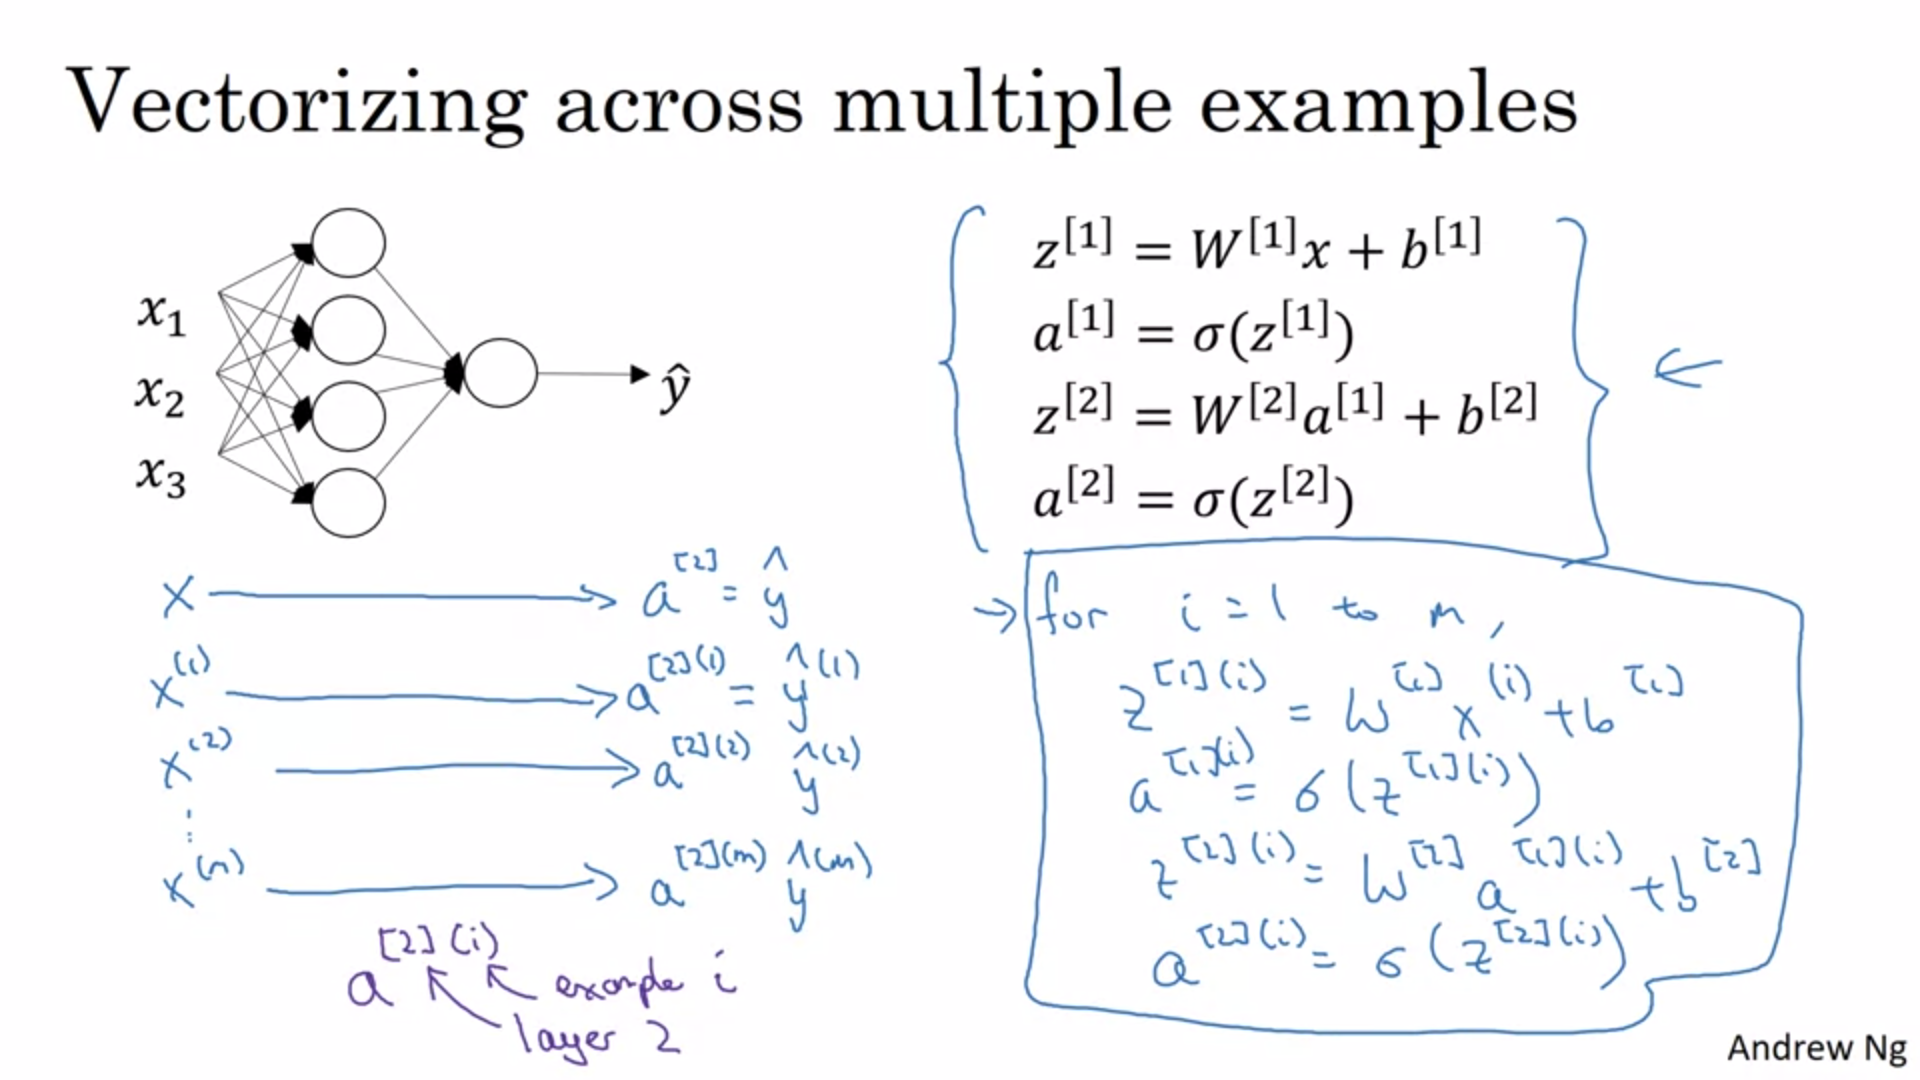 Vectorizing across multiple examples
x₁
x₂
x₃
ŷ
z^[1] = W^[1]x + b^[1]
a^[1] = σ(z^[1])
z^[2] = W^[2]a^[1] + b^[2]
a^[2] = σ(z^[2])
x → a^[2] = ŷ
x^(1) → a^[2](1) = ŷ^(1)
x^(2) → a^[2](2) ŷ^(2)
⋮
x^(m) → a^[2](m) ŷ^(m)
a^[2](i)
example i
layer 2
→ for i = 1 to m,
z^[1](i) = W^[1] x^(i) + b^[1]
a^[1](i) = σ(z^[1](i))
z^[2](i) = W^[2] a^[1](i) + b^[2]
a^[2](i) = σ(z^[2](i))
Andrew Ng